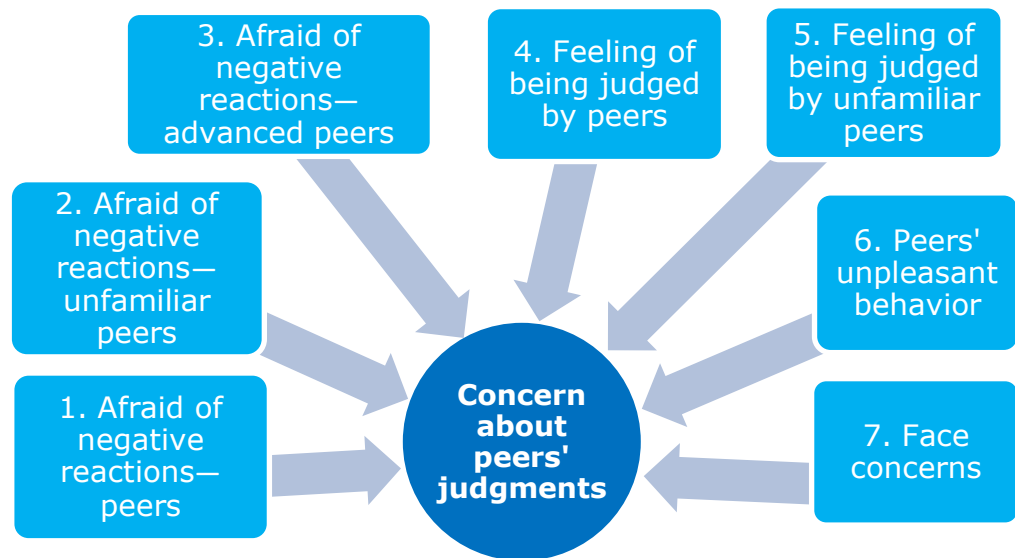 1. Afraid of
negative
reactions—
peers
2. Afraid of
negative
reactions—
unfamiliar
peers
3. Afraid of
negative
reactions—
advanced peers
4. Feeling of
being judged
by peers
5. Feeling of
being judged
by unfamiliar
peers
6. Peers'
unpleasant
behavior
7. Face
concerns
Concern
about
peers'
judgments